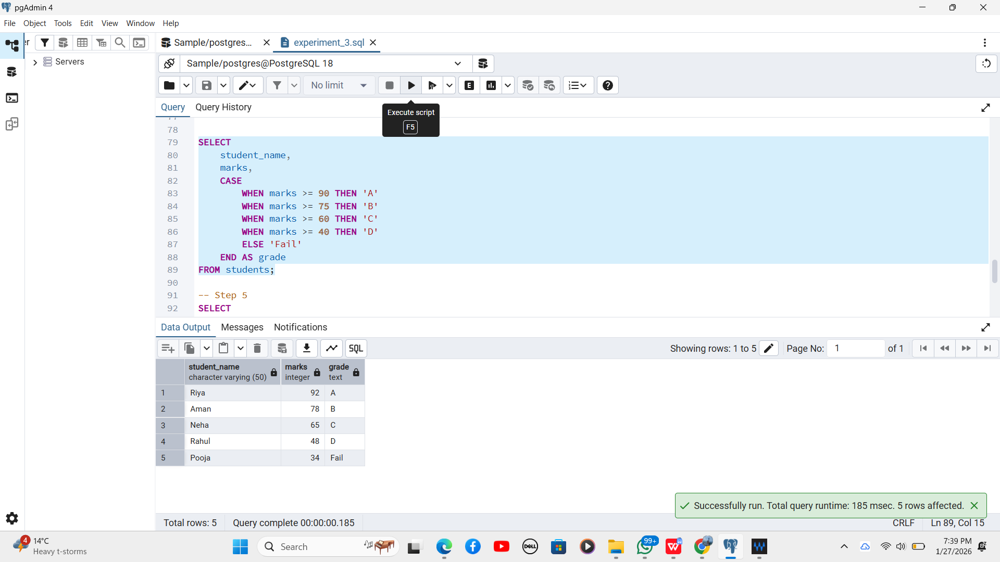 pgAdmin 4
File Object Tools Edit View Window Help
er
Servers
Sample/postgres...
experiment_3.sql
Sample/postgres@PostgreSQL 18
No limit
E
Query Query History
Execute script
F5
78
79 SELECT
80 student_name,
81 marks,
82 CASE
83 WHEN marks >= 90 THEN 'A'
84 WHEN marks >= 75 THEN 'B'
85 WHEN marks >= 60 THEN 'C'
86 WHEN marks >= 40 THEN 'D'
87 ELSE 'Fail'
88 END AS grade
89 FROM students;
90
91 -- Step 5
92 SELECT
Data Output Messages Notifications
SQL
Showing rows: 1 to 5 Page No: 1 of 1
student_name marks grade
character varying (50) integer text
1 Riya 92 A
2 Aman 78 B
3 Neha 65 C
4 Rahul 48 D
5 Pooja 34 Fail
Successfully run. Total query runtime: 185 msec. 5 rows affected.
Total rows: 5 Query complete 00:00:00.185 CRLF Ln 89, Col 15
4
14°C
Heavy t-storms
Search
DELL
99+
W
7:39 PM
1/27/2026